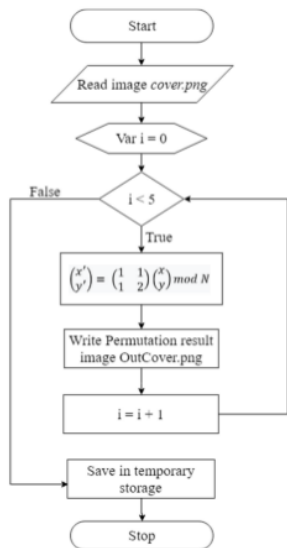 Start
Read image cover.png
Var i = 0
False
i < 5
True
(x' y') = (1 1 1 2)(x y) mod N
Write Permutation result
image OutCover.png
i = i + 1
Save in temporary
storage
Stop